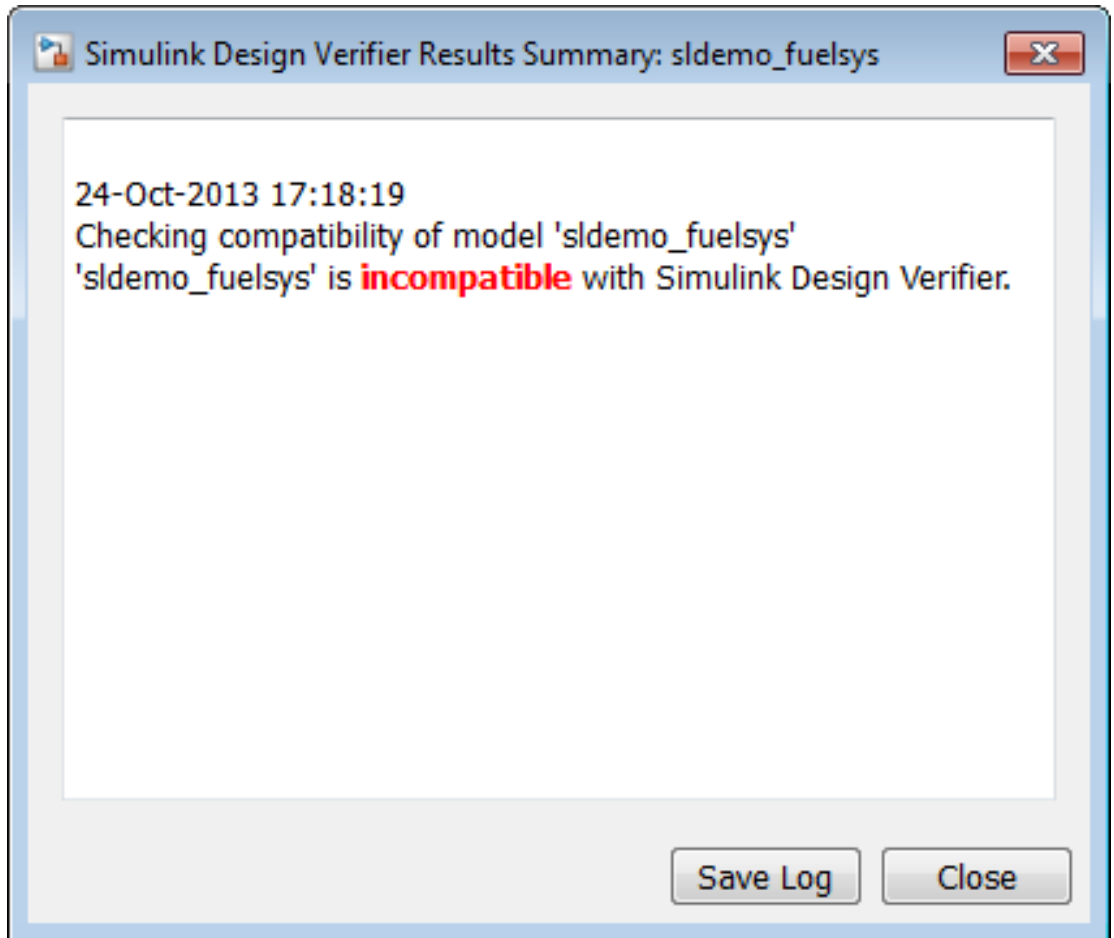 Simulink Design Verifier Results Summary: sldemo_fuelsys
24-Oct-2013 17:18:19
Checking compatibility of model 'sldemo_fuelsys'
'sldemo_fuelsys' is incompatible with Simulink Design Verifier.
Save Log
Close